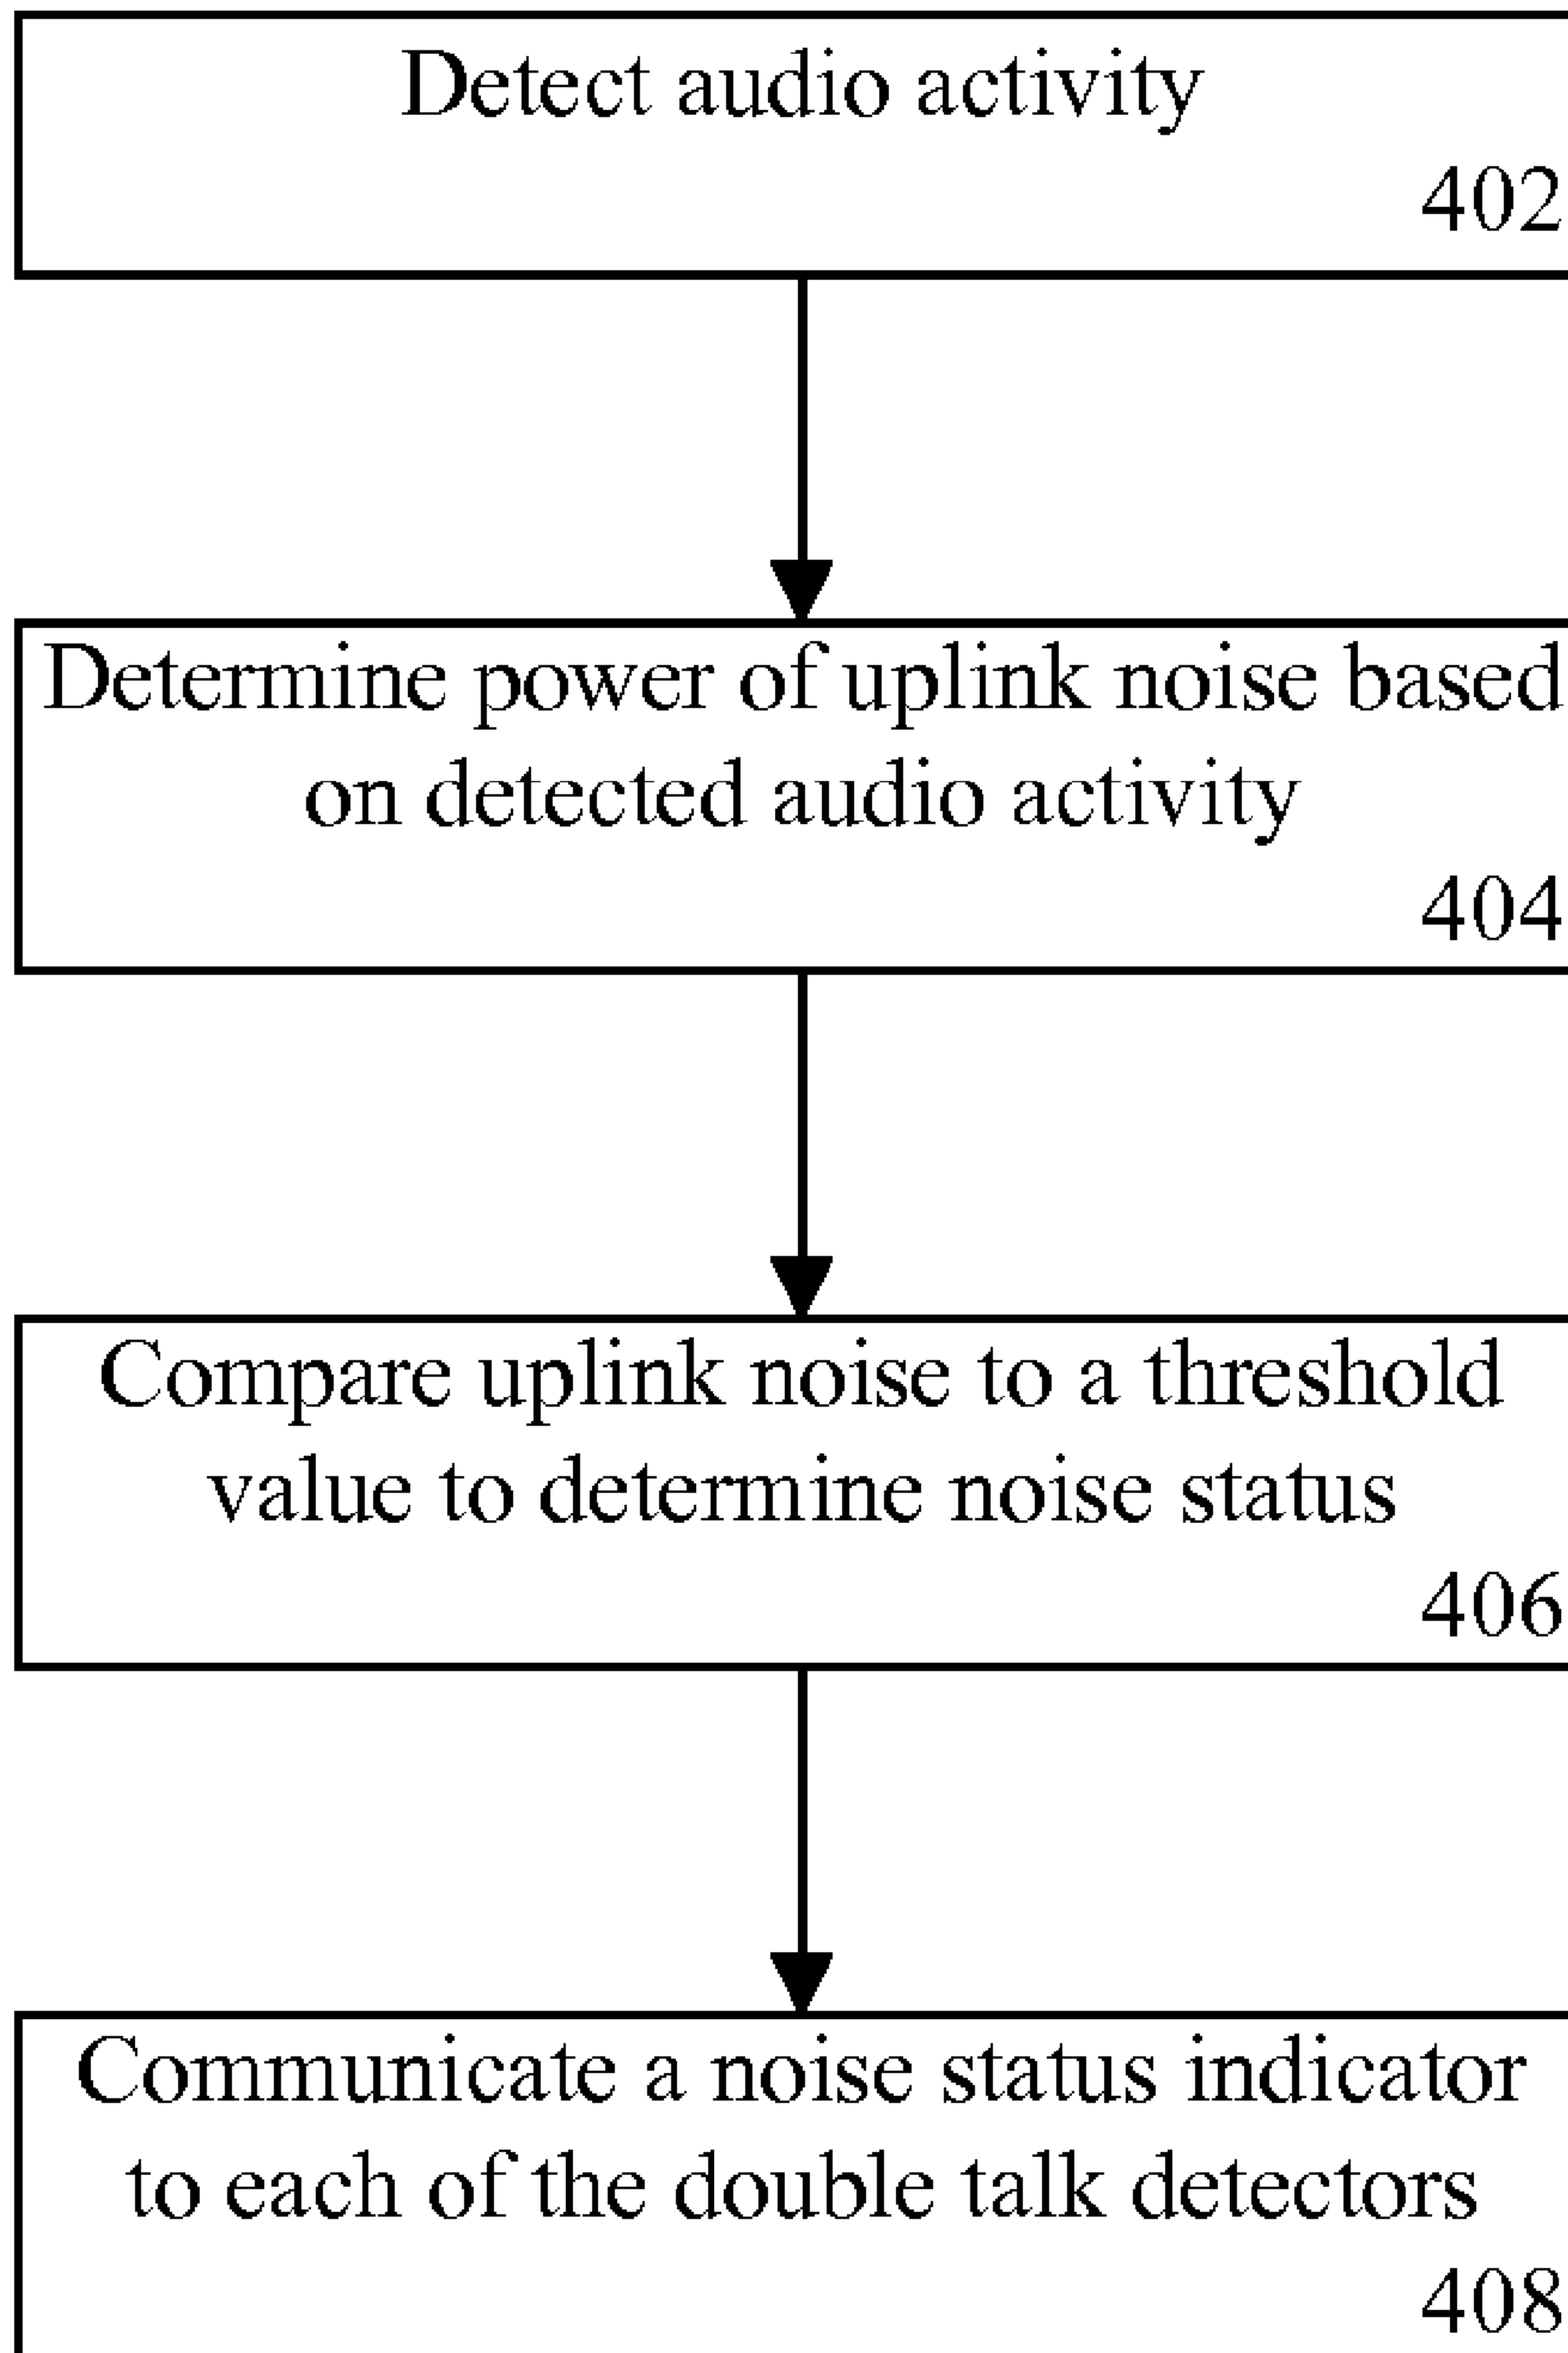 Detect audio activity
402
Determine power of uplink noise based
on detected audio activity
404
Compare uplink noise to a threshold
value to determine noise status
406
Communicate a noise status indicator
to each of the double talk detectors
408